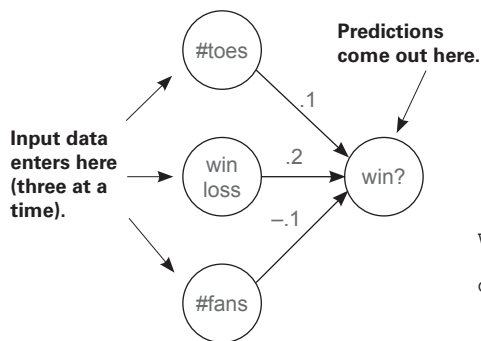 #toes
Predictions
come out here.
.1
Input data
enters here
(three at a
time).
win
loss
.2
win?
–.1
#fans